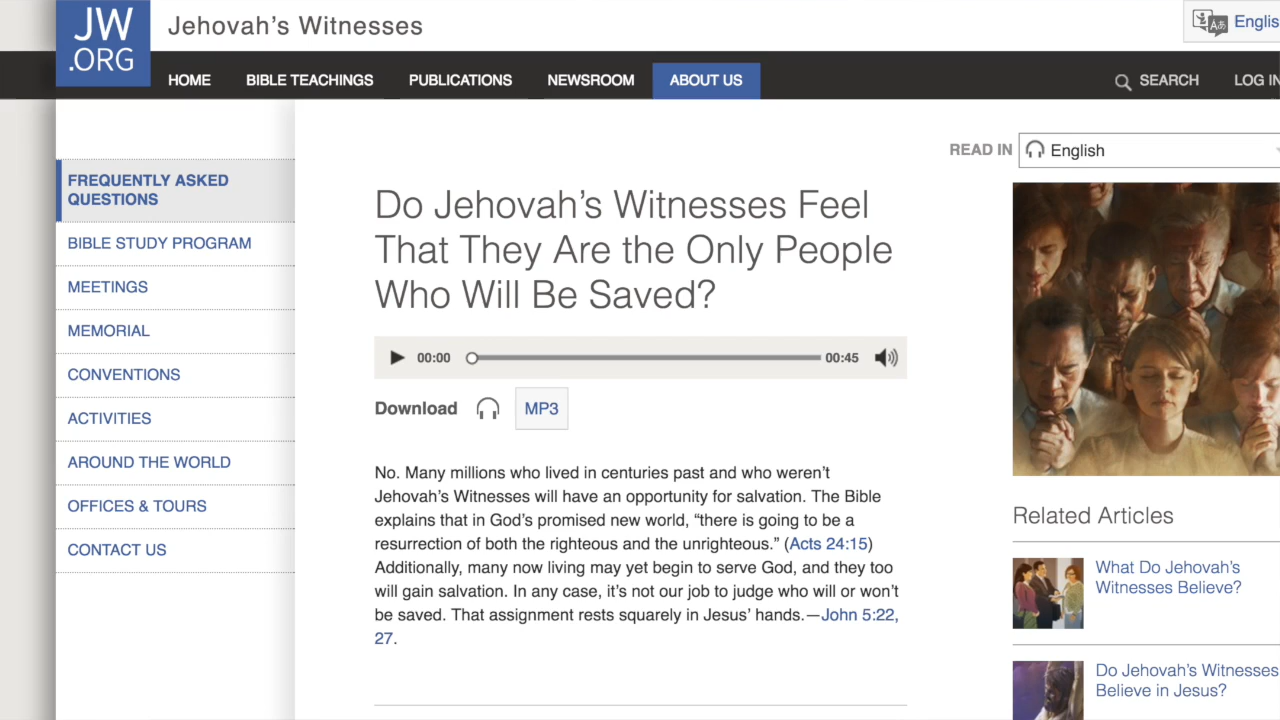 JW
.ORG
Jehovah's Witnesses
Englis
HOME
BIBLE TEACHINGS
PUBLICATIONS
NEWSROOM
ABOUT US
SEARCH
LOG IN
FREQUENTLY ASKED
QUESTIONS
BIBLE STUDY PROGRAM
MEETINGS
MEMORIAL
CONVENTIONS
ACTIVITIES
AROUND THE WORLD
OFFICES & TOURS
CONTACT US
READ IN
English
Do Jehovah's Witnesses Feel
That They Are the Only People
Who Will Be Saved?
00:00
00:45
Download
MP3
No. Many millions who lived in centuries past and who weren't
Jehovah's Witnesses will have an opportunity for salvation. The Bible
explains that in God's promised new world, “there is going to be a
resurrection of both the righteous and the unrighteous.” (Acts 24:15)
Additionally, many now living may yet begin to serve God, and they too
will gain salvation. In any case, it's not our job to judge who will or won't
be saved. That assignment rests squarely in Jesus' hands.—John 5:22,
27.
Related Articles
What Do Jehovah's
Witnesses Believe?
Do Jehovah's Witnesses
Believe in Jesus?